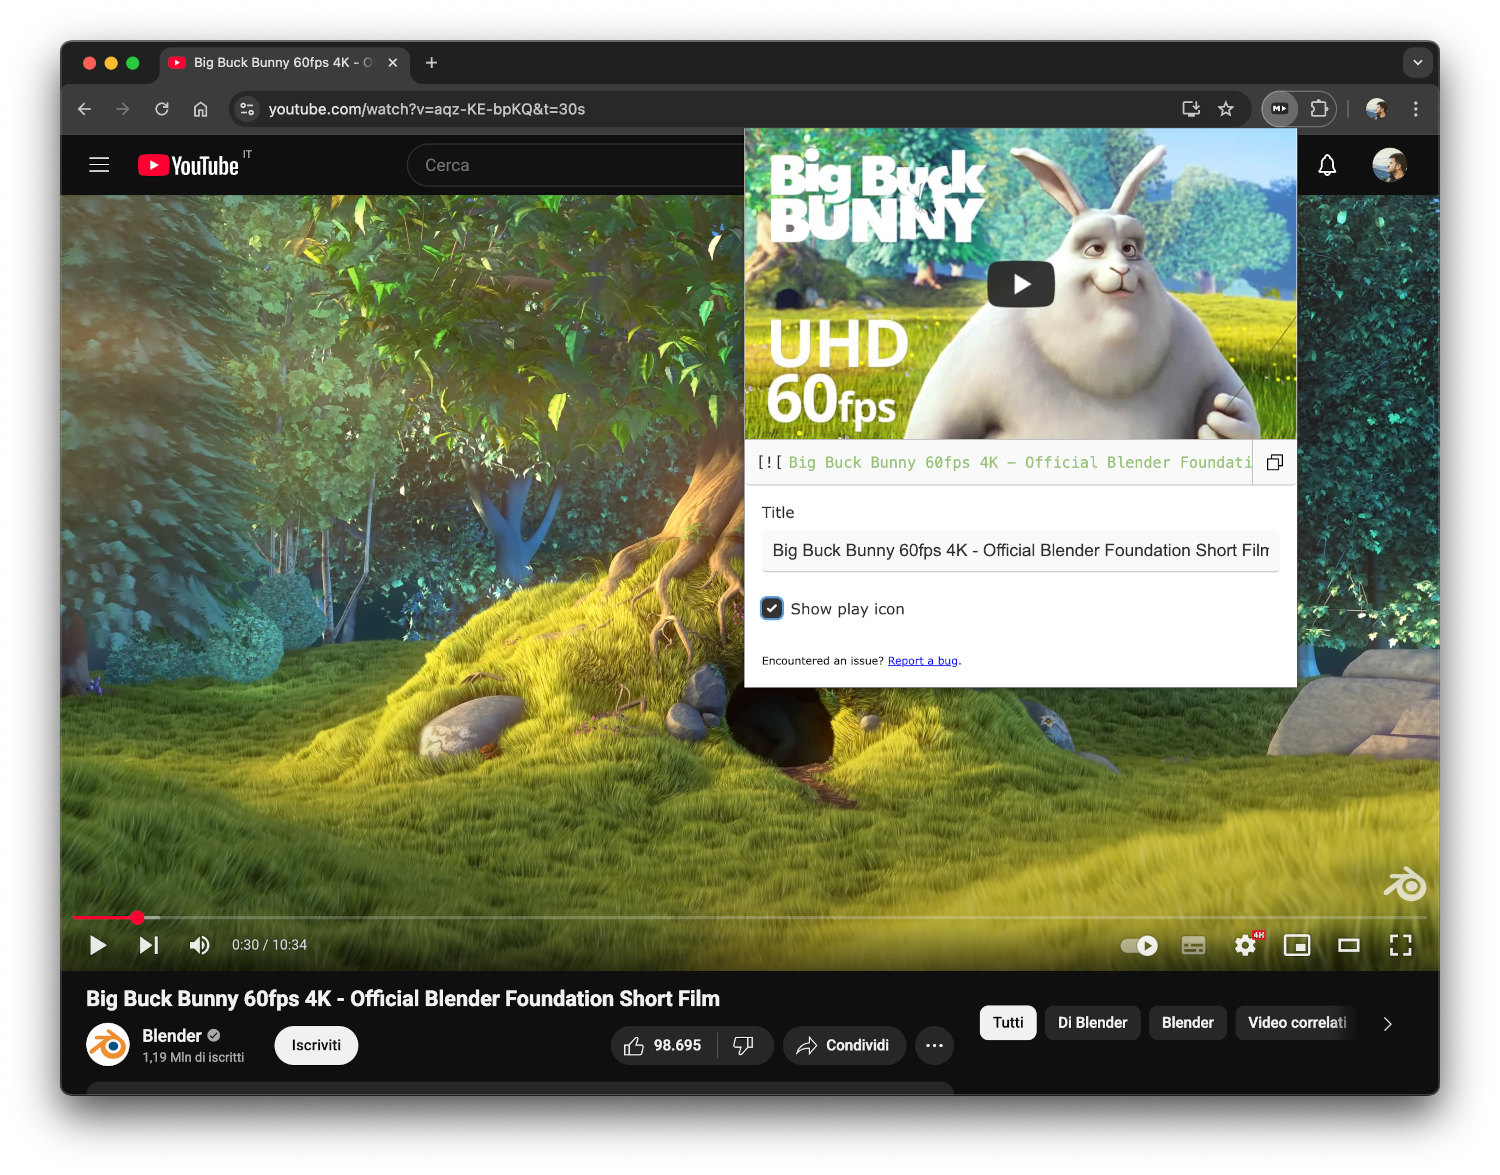 Big Buck Bunny 60fps 4K - O
youtube.com/watch?v=aqz-KE-bpKQ&t=30s
M
YouTube IT
Cerca
Big Buck
BUNNY
UHD
60fps
[![Big Buck Bunny 60fps 4K - Official Blender Foundati
Title
Big Buck Bunny 60fps 4K - Official Blender Foundation Short Film
Show play icon
Encountered an issue? Report a bug.
0:30 / 10:34
4K
Big Buck Bunny 60fps 4K - Official Blender Foundation Short Film
Blender
1,19 Mln di iscritti
Iscriviti
98.695
Condividi
Tutti
Di Blender
Blender
Video correlati